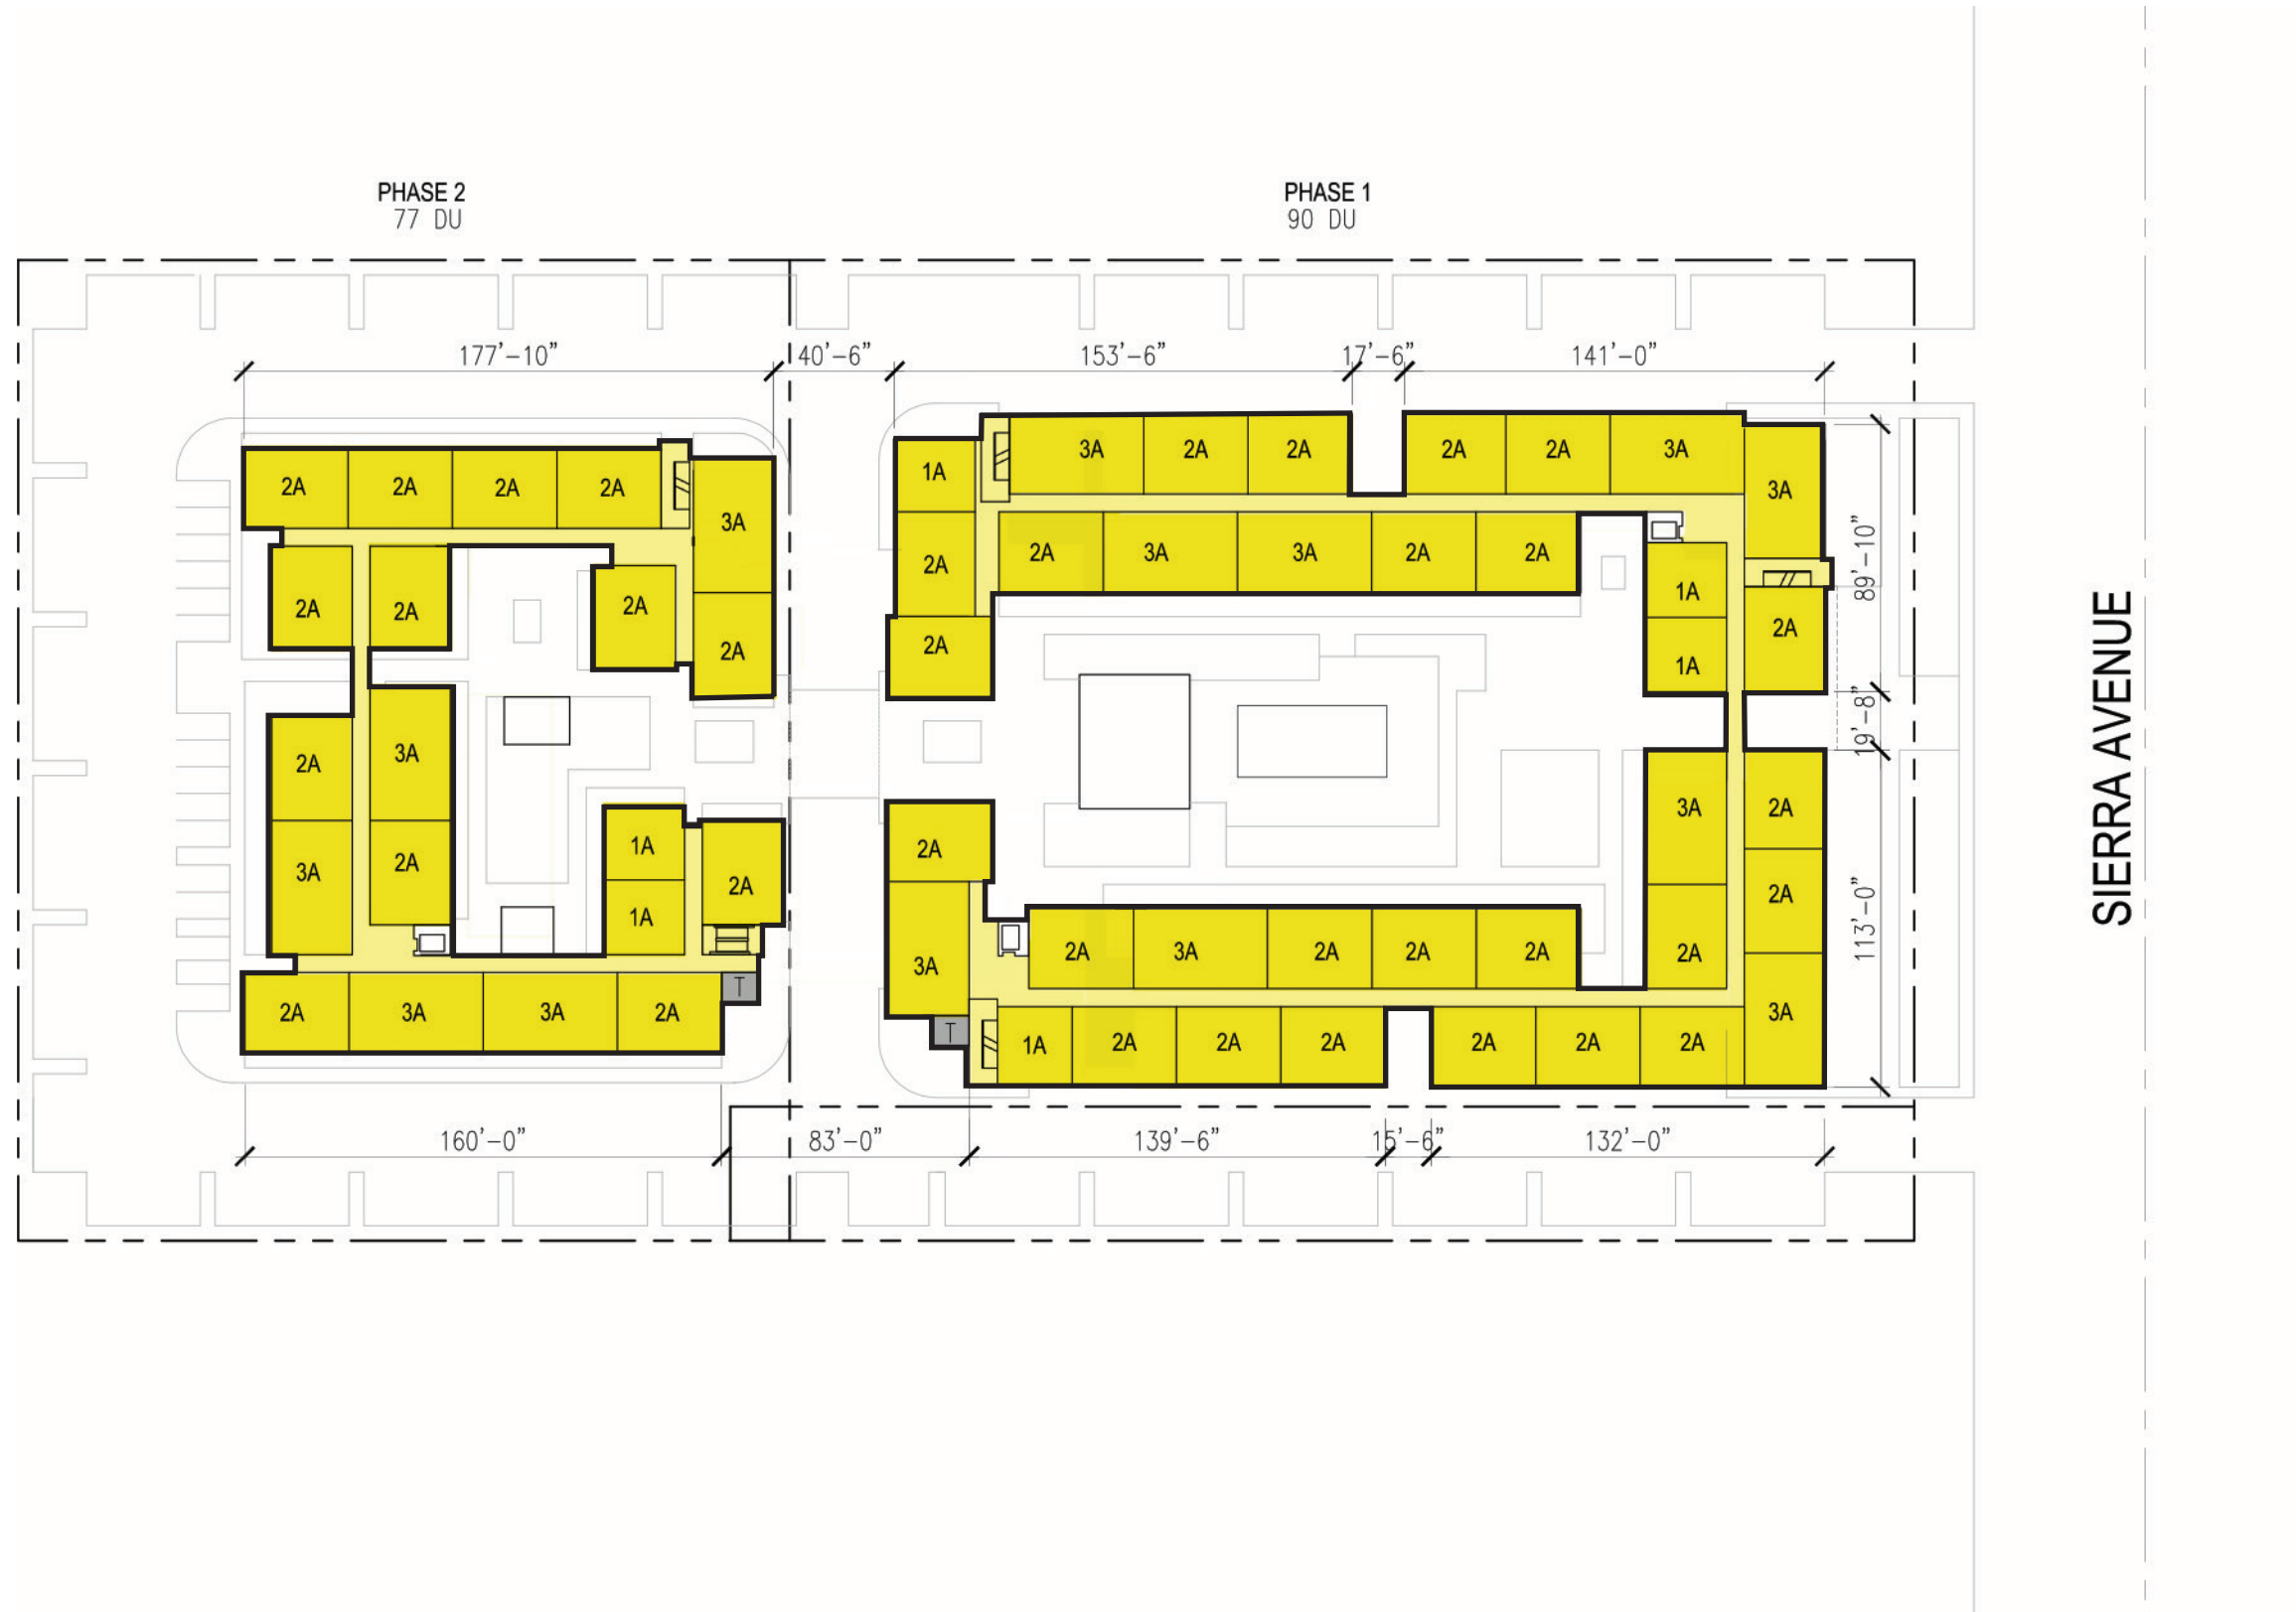 PHASE 2
77 DU
PHASE 1
90 DU
177'-10"
40'-6"
153'-6"
17'-6"
141'-0"
2A
2A
2A
2A
3A
2A
2A
2A
2A
2A
3A
3A
2A
1A
1A
2A
2A
3A
3A
2A
T
1A
3A
2A
2A
2A
2A
3A
3A
2A
2A
3A
3A
2A
2A
1A
2A
2A
1A
2A
3A
2A
2A
3A
2A
2A
3A
2A
2A
2A
2A
3A
T
1A
2A
2A
2A
2A
2A
2A
3A
89'-10"
19'-8"
113'-0"
160'-0"
83'-0"
139'-6"
15'-6"
132'-0"
SIERRA AVENUE